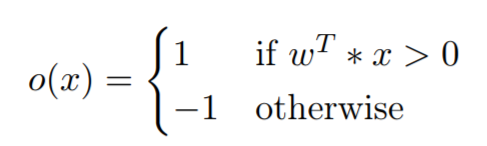 o(x) = { 1 if w^T * x > 0
−1 otherwise